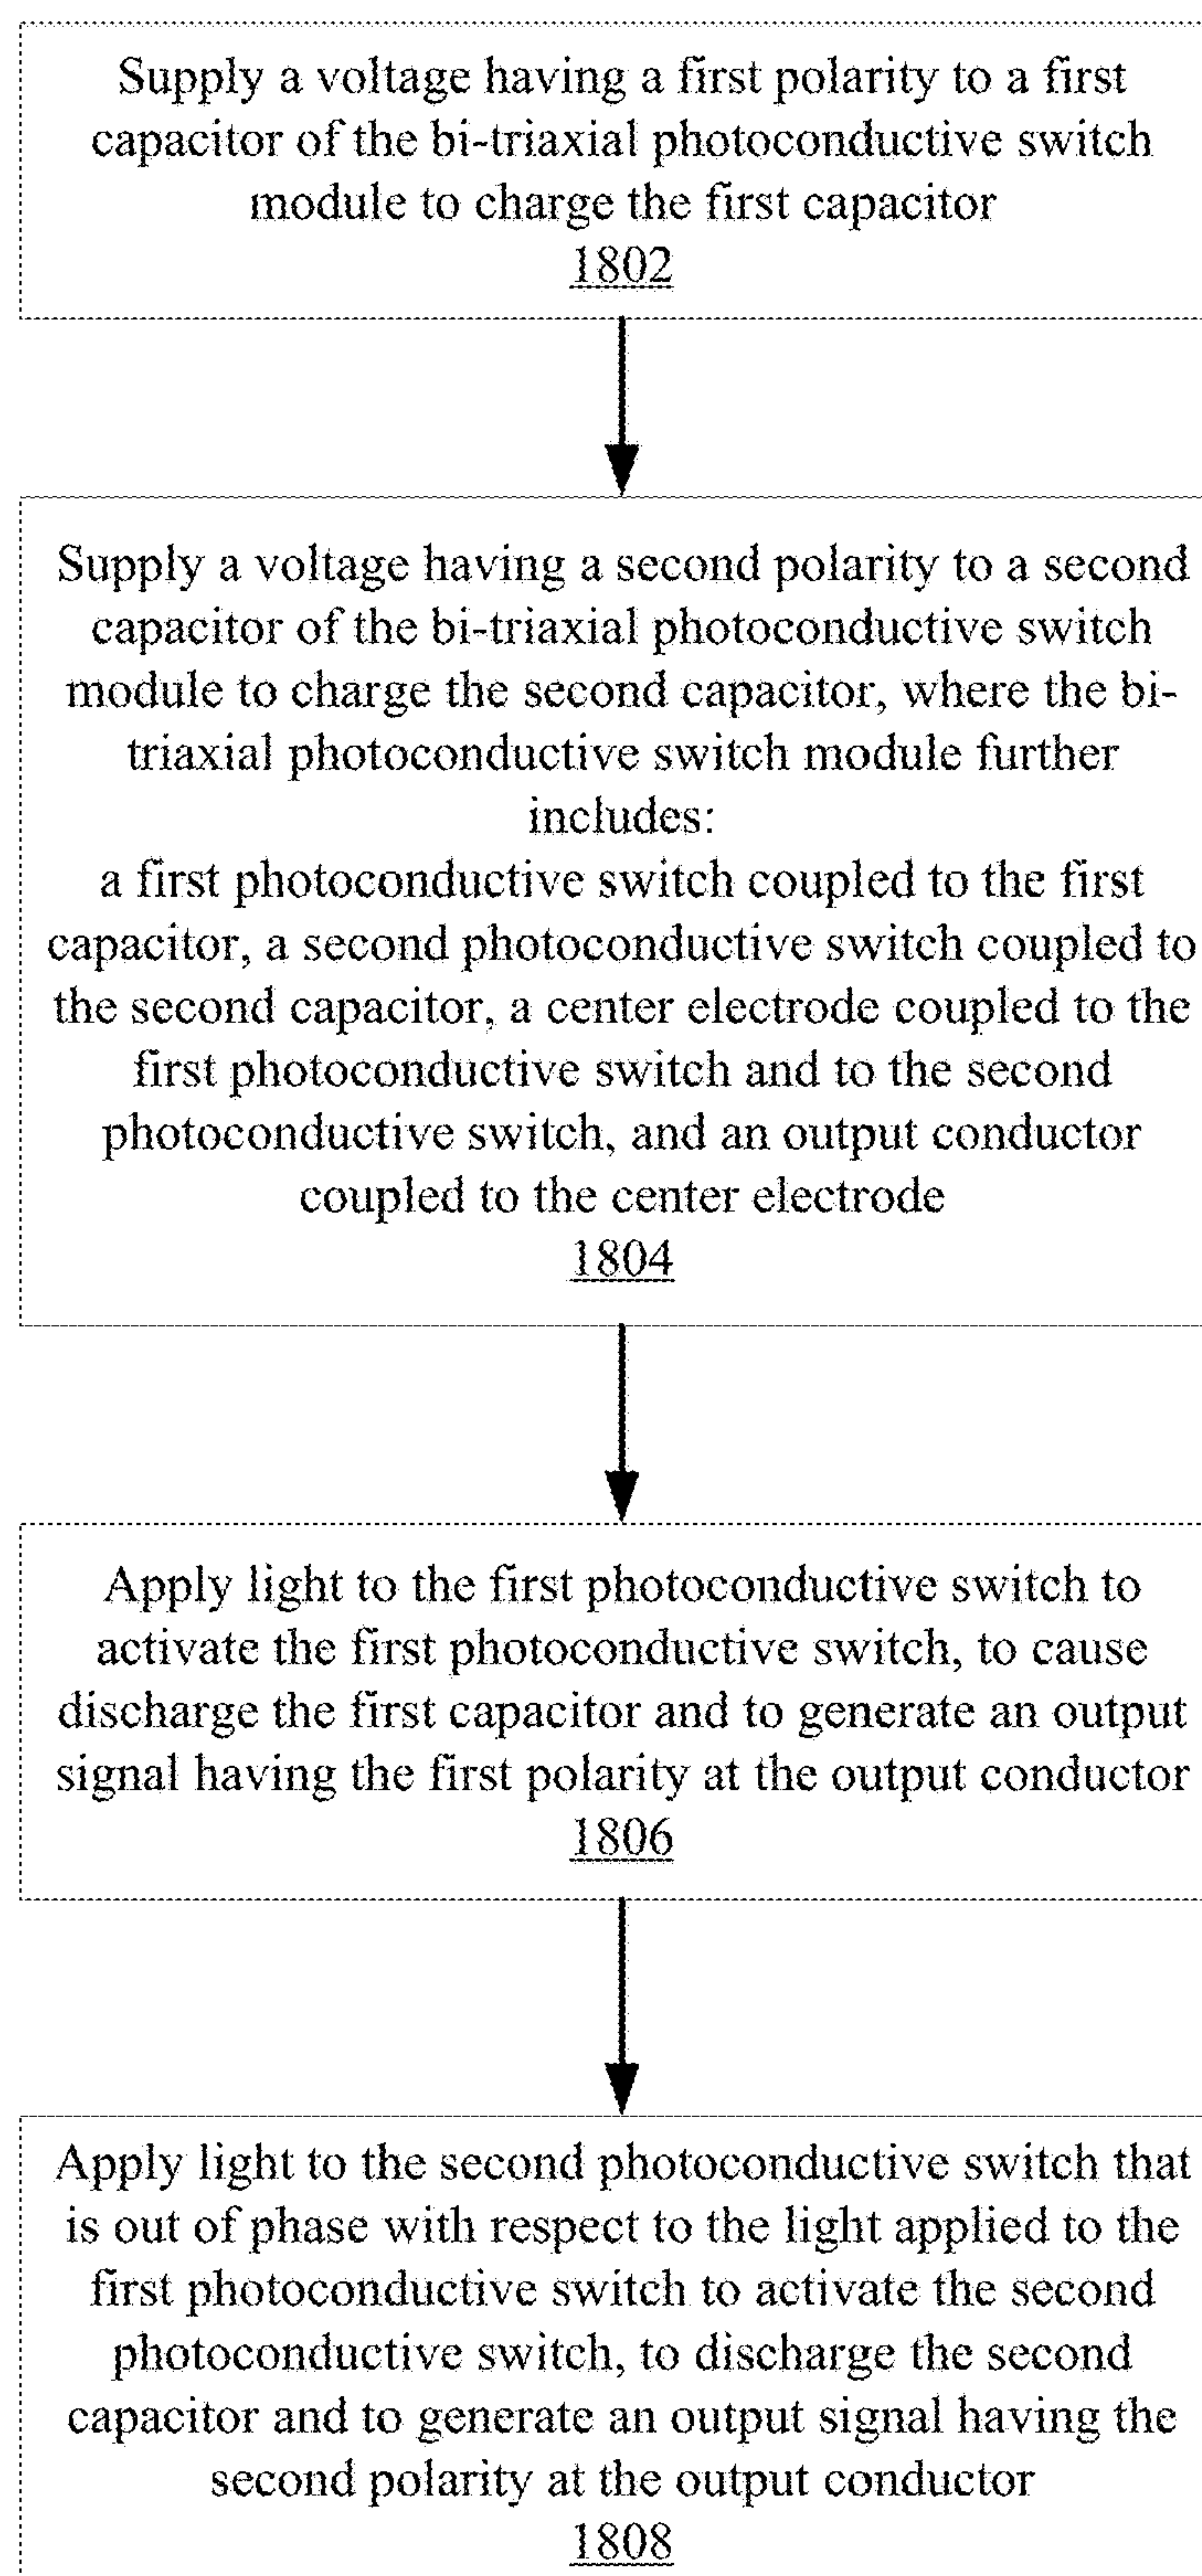 Supply a voltage having a first polarity to a first
capacitor of the bi-triaxial photoconductive switch
module to charge the first capacitor
1802
Supply a voltage having a second polarity to a second
capacitor of the bi-triaxial photoconductive switch
module to charge the second capacitor, where the bi-
triaxial photoconductive switch module further
includes:
a first photoconductive switch coupled to the first
capacitor, a second photoconductive switch coupled to
the second capacitor, a center electrode coupled to the
first photoconductive switch and to the second
photoconductive switch, and an output conductor
coupled to the center electrode
1804
Apply light to the first photoconductive switch to
activate the first photoconductive switch, to cause
discharge the first capacitor and to generate an output
signal having the first polarity at the output conductor
1806
Apply light to the second photoconductive switch that
is out of phase with respect to the light applied to the
first photoconductive switch to activate the second
photoconductive switch, to discharge the second
capacitor and to generate an output signal having the
second polarity at the output conductor
1808